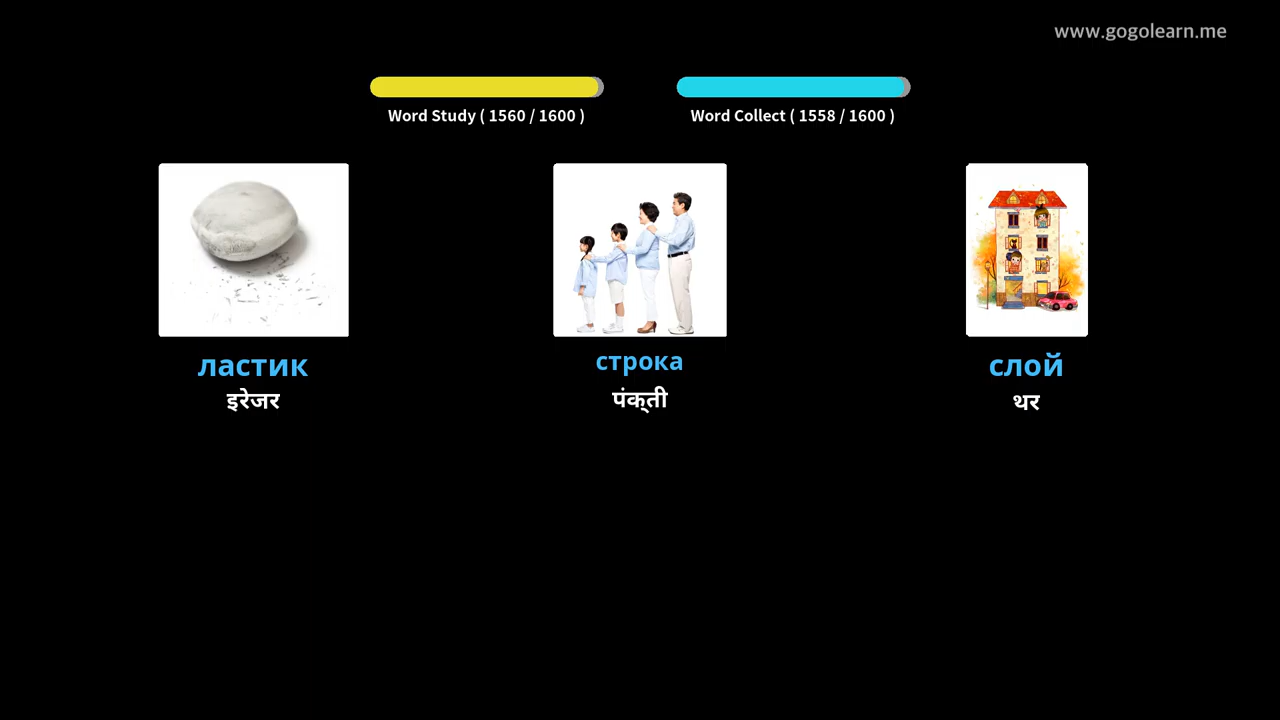 www.gogolearn.me
Word Study ( 1560 / 1600 )
Word Collect ( 1558 / 1600 )
ластик
строка
слой
इरेजर
पंक्‌ती
थर